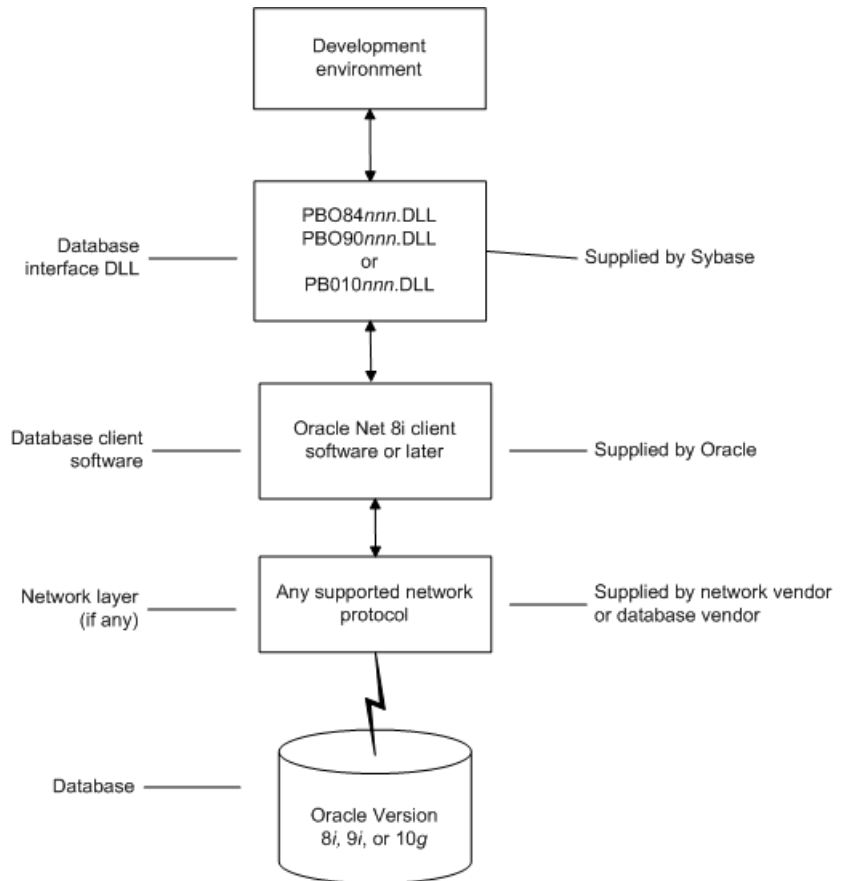 Development
environment
PBO84nnn.DLL
PBO90nnn.DLL
or
PB010nnn.DLL
Database
interface DLL
Supplied by Sybase
Oracle Net 8i client
software or later
Database client
software
Supplied by Oracle
Any supported network
protocol
Network layer
(if any)
Supplied by network vendor
or database vendor
Database
Oracle Version
8i, 9i, or 10g